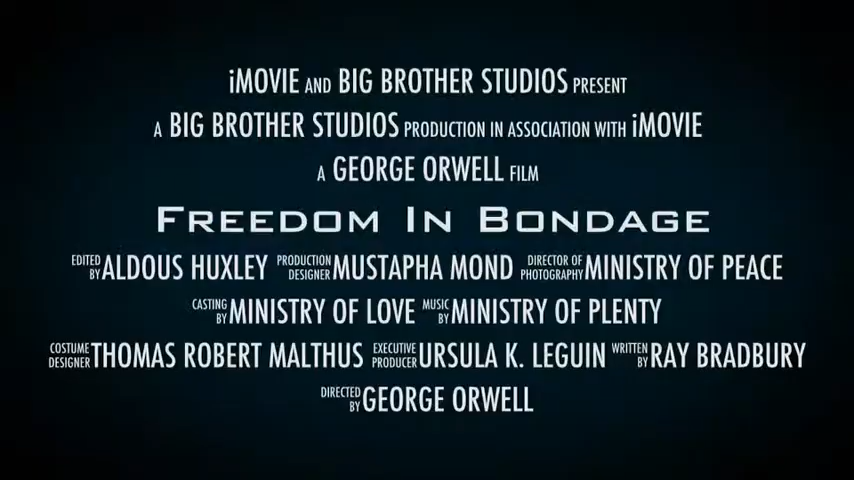 iMOVIE AND BIG BROTHER STUDIOS PRESENT
A BIG BROTHER STUDIOS PRODUCTION IN ASSOCIATION WITH iMOVIE
A GEORGE ORWELL FILM
FREEDOM IN BONDAGE
EDITED BY ALDOUS HUXLEY PRODUCTION DESIGNER MUSTAPHA MOND DIRECTOR OF PHOTOGRAPHY MINISTRY OF PEACE
CASTING BY MINISTRY OF LOVE MUSIC BY MINISTRY OF PLENTY
COSTUME DESIGNER THOMAS ROBERT MALTHUS EXECUTIVE PRODUCER URSULA K. LEGUIN WRITTEN BY RAY BRADBURY
DIRECTED BY GEORGE ORWELL